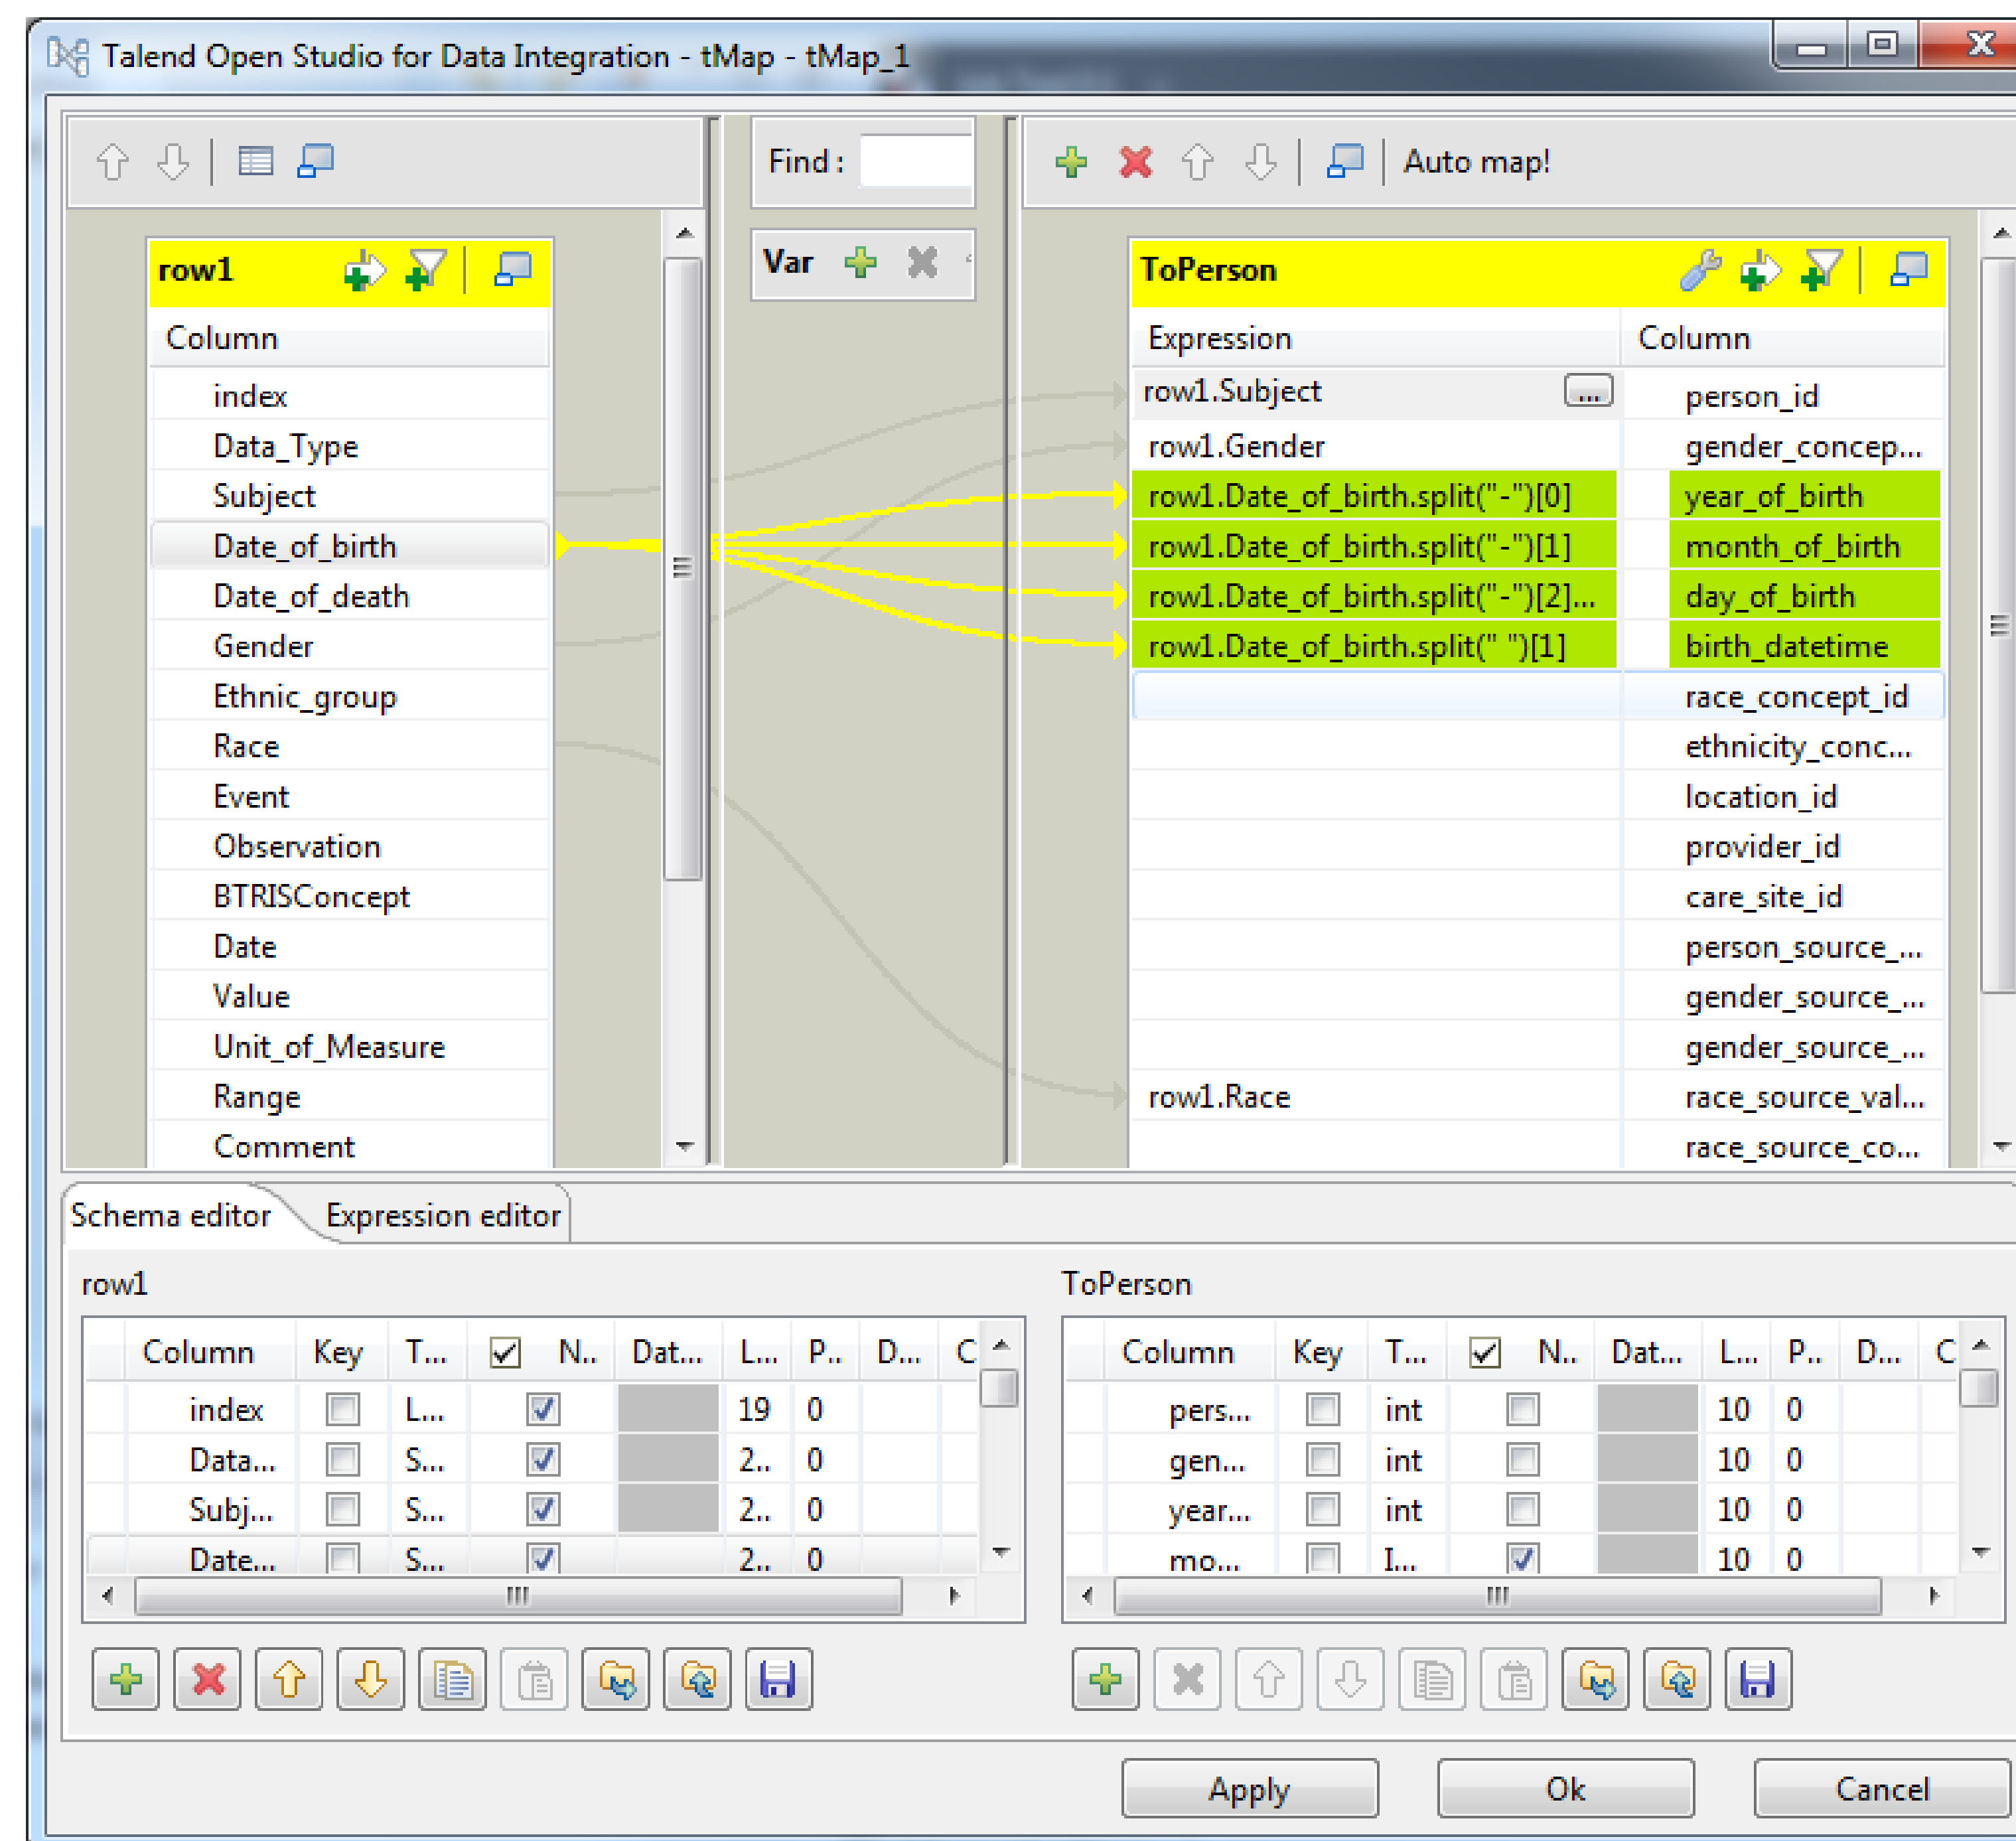 Talend Open Studio for Data Integration - tMap - tMap_1
Find :
Auto map!
row1
Var
ToPerson
Column
Expression Column
index
row1.Subject ... person_id
Data_Type
row1.Gender gender_concep...
Subject
row1.Date_of_birth.split("-")[0] year_of_birth
Date_of_birth
row1.Date_of_birth.split("-")[1] month_of_birth
Date_of_death
row1.Date_of_birth.split("-")[2]... day_of_birth
Gender
row1.Date_of_birth.split(" ")[1] birth_datetime
Ethnic_group
race_concept_id
Race
ethnicity_conc...
Event
location_id
Observation
provider_id
BTRISConcept
care_site_id
Date
person_source_...
Value
gender_source_...
Unit_of_Measure
gender_source_...
Range
row1.Race race_source_val...
Comment
race_source_co...
Schema editor Expression editor
row1
ToPerson
Column Key T... N.. Dat... L... P.. D... C
Column Key T... N.. Dat... L... P.. D... C
index L... 19 0
pers... int 10 0
Data... S... 2.. 0
gen... int 10 0
Subj... S... 2.. 0
year... int 10 0
Date... S... 2.. 0
mo... I... 10 0
Apply Ok Cancel